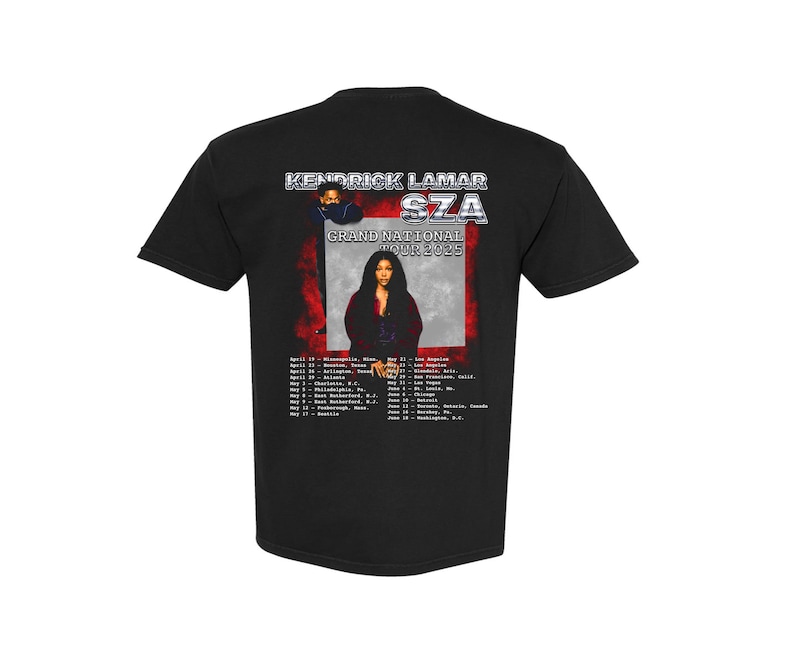 KENDRICK LAMAR
SZA
GRAND NATIONAL
TOUR 2025
April 19 — Minneapolis, Minn.
April 23 — Houston, Texas
April 26 — Arlington, Texas
April 29 — Atlanta
May 3 — Charlotte, N.C.
May 5 — Philadelphia, Pa.
May 8 — East Rutherford, N.J.
May 9 — East Rutherford, N.J.
May 12 — Foxborough, Mass.
May 17 — Seattle
May 21 — Los Angeles
May 23 — Los Angeles
May 27 — Glendale, Ariz.
May 29 — San Francisco, Calif.
May 31 — Las Vegas
June 4 — St. Louis, Mo.
June 6 — Chicago
June 10 — Detroit
June 12 — Toronto, Ontario, Canada
June 16 — Hershey, Pa.
June 18 — Washington, D.C.